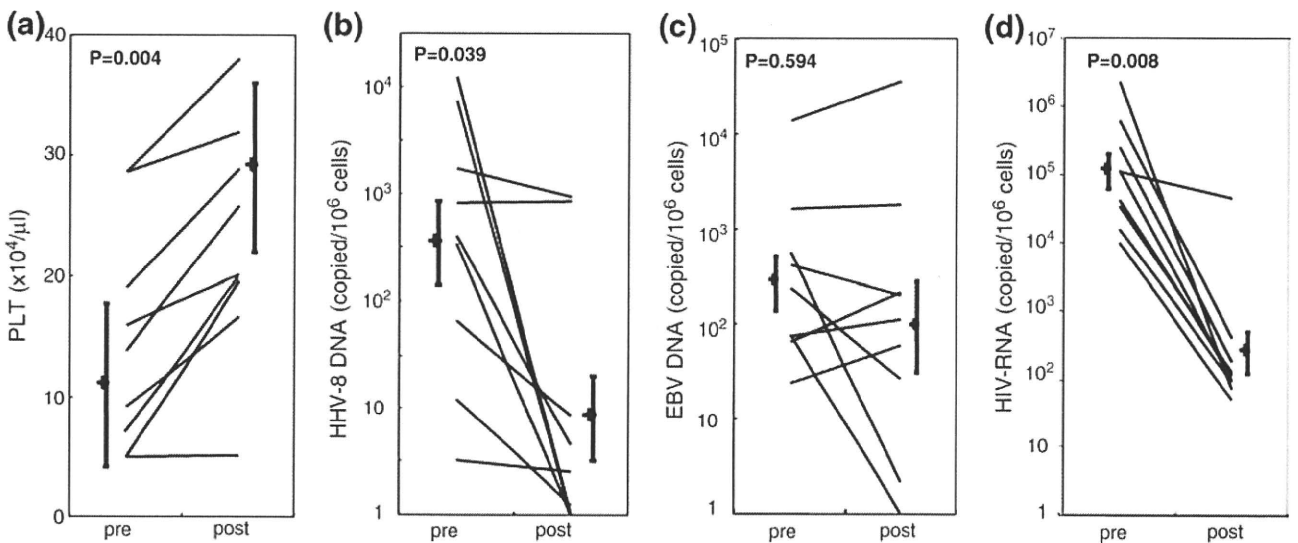 (a)
P=0.004
PLT (x10⁴/μl)
40
30
20
10
0
pre post
(b)
P=0.039
HHV-8 DNA (copied/10⁶ cells)
10⁴
10³
10²
10
1
pre post
(c)
P=0.594
EBV DNA (copied/10⁶ cells)
10⁵
10⁴
10³
10²
10
1
pre post
(d)
P=0.008
HIV-RNA (copied/10⁶ cells)
10⁷
10⁶
10⁵
10⁴
10³
10²
10
1
pre post